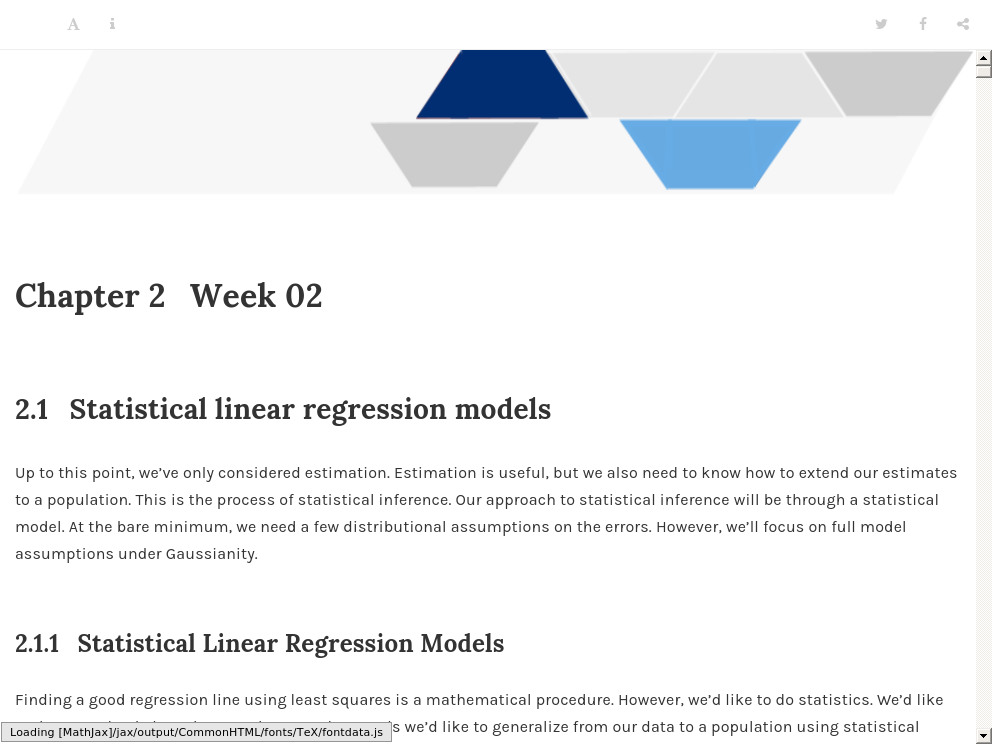 A i
Chapter 2 Week 02
2.1 Statistical linear regression models
Up to this point, we've only considered estimation. Estimation is useful, but we also need to know how to extend our estimates
to a population. This is the process of statistical inference. Our approach to statistical inference will be through a statistical
model. At the bare minimum, we need a few distributional assumptions on the errors. However, we'll focus on full model
assumptions under Gaussianity.
2.1.1 Statistical Linear Regression Models
Finding a good regression line using least squares is a mathematical procedure. However, we'd like to do statistics. We'd like
we'd like to generalize from our data to a population using statistical
Loading [MathJax]/jax/output/CommonHTML/fonts/TeX/fontdata.js